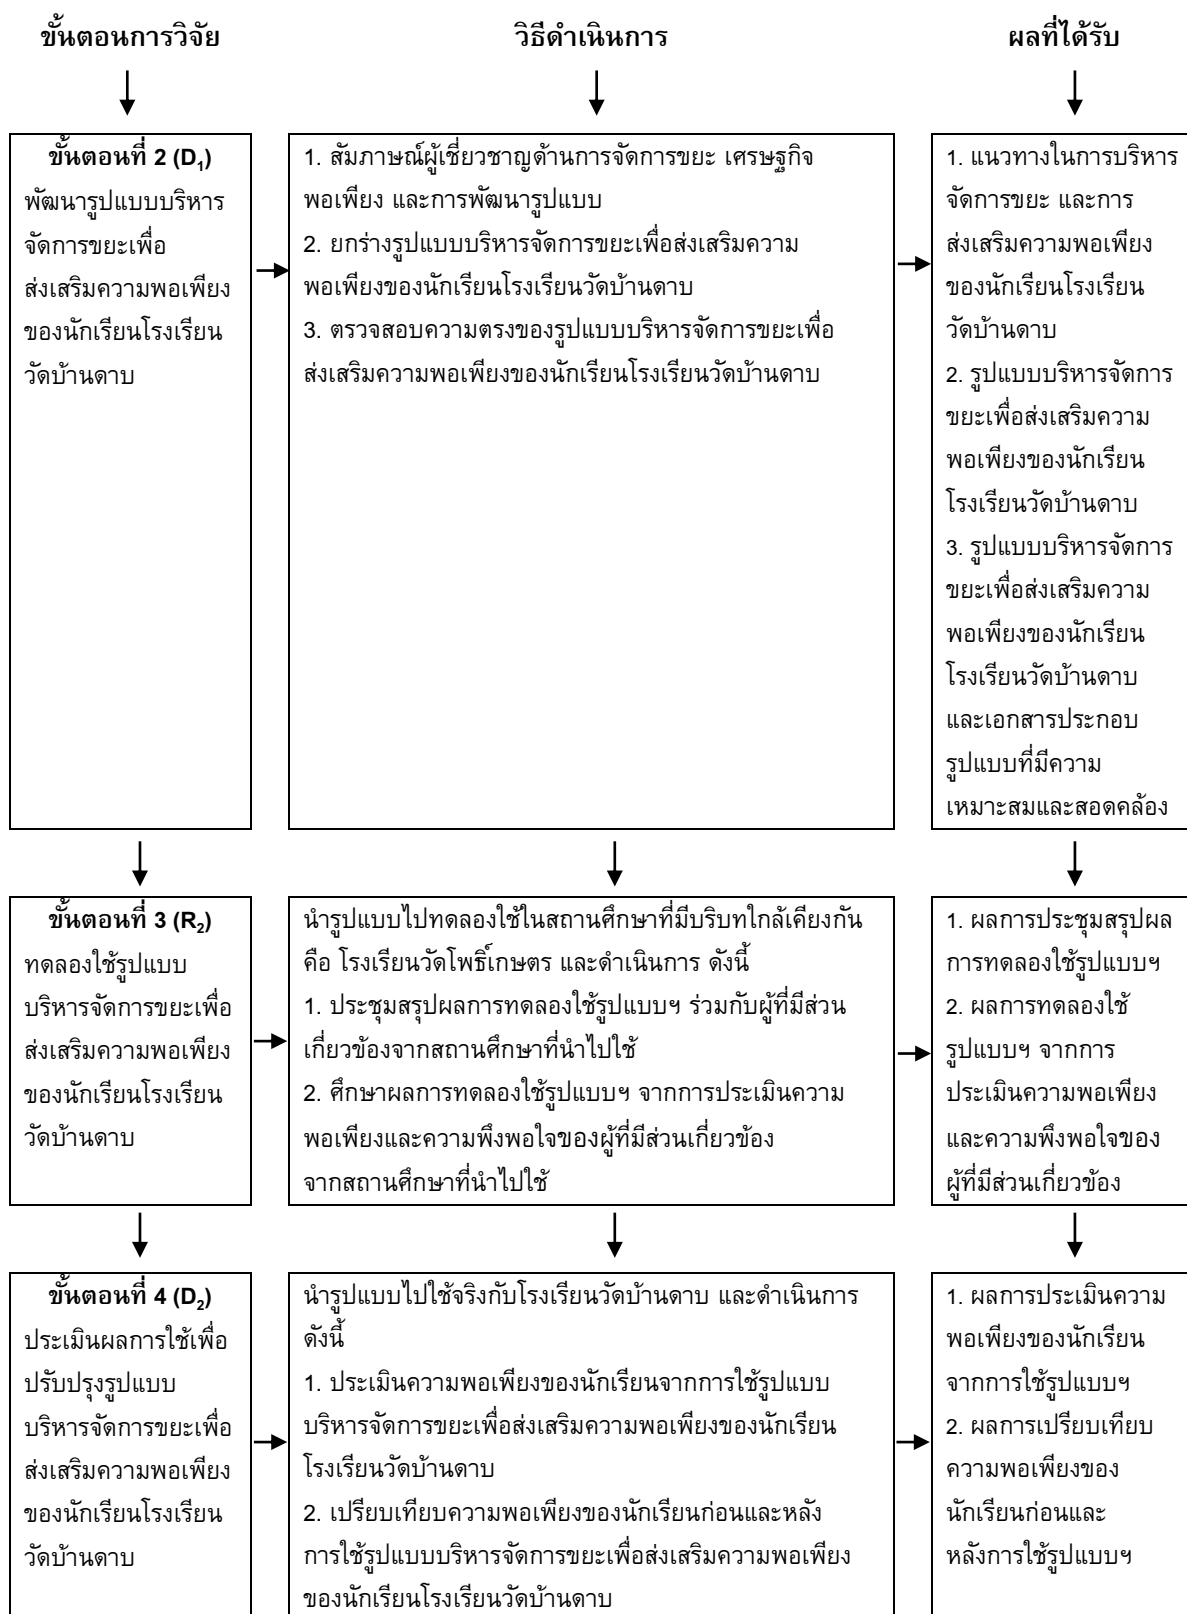 ขั้นตอนการวิจัย
วิธีดำเนินการ
ผลที่ได้รับ
ขั้นตอนที่ 2 (D1)
พัฒนารูปแบบบริหาร
จัดการขยะเพื่อ
ส่งเสริมความพอเพียง
ของนักเรียนโรงเรียน
วัดบ้านดาบ
1. สัมภาษณ์ผู้เชี่ยวชาญด้านการจัดการขยะ เศรษฐกิจ
พอเพียง และการพัฒนารูปแบบ
2. ยกร่างรูปแบบบริหารจัดการขยะเพื่อส่งเสริมความ
พอเพียงของนักเรียนโรงเรียนวัดบ้านดาบ
3. ตรวจสอบความตรงของรูปแบบบริหารจัดการขยะเพื่อ
ส่งเสริมความพอเพียงของนักเรียนโรงเรียนวัดบ้านดาบ
1. แนวทางในการบริหาร
จัดการขยะ และการ
ส่งเสริมความพอเพียง
ของนักเรียนโรงเรียน
วัดบ้านดาบ
2. รูปแบบบริหารจัดการ
ขยะเพื่อส่งเสริมความ
พอเพียงของนักเรียน
โรงเรียนวัดบ้านดาบ
3. รูปแบบบริหารจัดการ
ขยะเพื่อส่งเสริมความ
พอเพียงของนักเรียน
โรงเรียนวัดบ้านดาบ
และเอกสารประกอบ
รูปแบบที่มีความ
เหมาะสมและสอดคล้อง
ขั้นตอนที่ 3 (R2)
ทดลองใช้รูปแบบ
บริหารจัดการขยะเพื่อ
ส่งเสริมความพอเพียง
ของนักเรียนโรงเรียน
วัดบ้านดาบ
นำรูปแบบไปทดลองใช้ในสถานศึกษาที่มีบริบทใกล้เคียงกัน
คือ โรงเรียนวัดโพธิ์เกษตร และดำเนินการ ดังนี้
1. ประชุมสรุปผลการทดลองใช้รูปแบบฯ ร่วมกับผู้ที่มีส่วน
เกี่ยวข้องจากสถานศึกษาที่นำไปใช้
2. ศึกษาผลการทดลองใช้รูปแบบฯ จากการประเมินความ
พอเพียงและความพึงพอใจของผู้ที่มีส่วนเกี่ยวข้อง
จากสถานศึกษาที่นำไปใช้
1. ผลการประชุมสรุปผล
การทดลองใช้รูปแบบฯ
2. ผลการทดลองใช้
รูปแบบฯ จากการ
ประเมินความพอเพียง
และความพึงพอใจของ
ผู้ที่มีส่วนเกี่ยวข้อง
ขั้นตอนที่ 4 (D2)
ประเมินผลการใช้เพื่อ
ปรับปรุงรูปแบบ
บริหารจัดการขยะเพื่อ
ส่งเสริมความพอเพียง
ของนักเรียนโรงเรียน
วัดบ้านดาบ
นำรูปแบบไปใช้จริงกับโรงเรียนวัดบ้านดาบ และดำเนินการ
ดังนี้
1. ประเมินความพอเพียงของนักเรียนจากการใช้รูปแบบ
บริหารจัดการขยะเพื่อส่งเสริมความพอเพียงของนักเรียน
โรงเรียนวัดบ้านดาบ
2. เปรียบเทียบความพอเพียงของนักเรียนก่อนและหลัง
การใช้รูปแบบบริหารจัดการขยะเพื่อส่งเสริมความพอเพียง
ของนักเรียนโรงเรียนวัดบ้านดาบ
1. ผลการประเมินความ
พอเพียงของนักเรียน
จากการใช้รูปแบบฯ
2. ผลการเปรียบเทียบ
ความพอเพียงของ
นักเรียนก่อนและ
หลังการใช้รูปแบบฯ